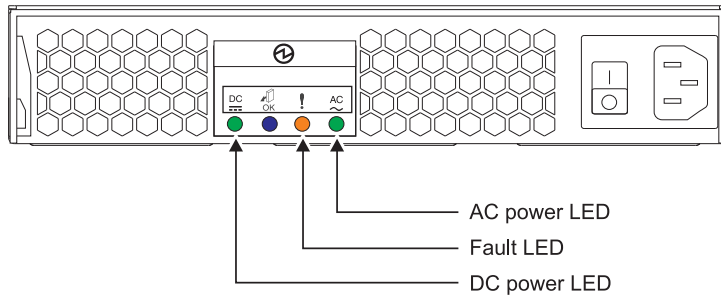 DC
OK
!
AC
AC power LED
Fault LED
DC power LED